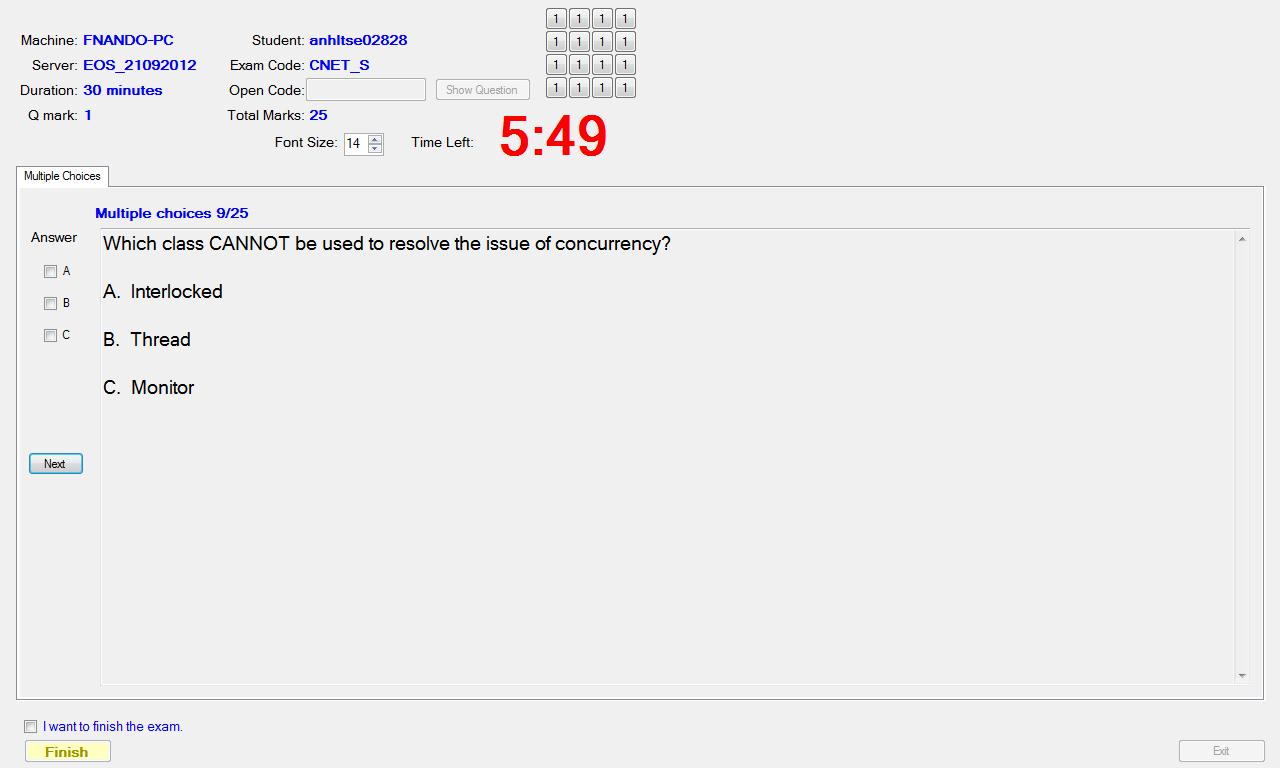 Machine: FNANDO-PC Student: anhltse02828 1 1 1 1
Server: EOS_21092012 Exam Code: CNET_S 1 1 1 1
Duration: 30 minutes Open Code: Show Question 1 1 1 1
Q mark: 1 Total Marks: 25 1 1 1 1
Font Size: 14 Time Left: 5:49
Multiple Choices
Multiple choices 9/25
Answer
Which class CANNOT be used to resolve the issue of concurrency?
A
A. Interlocked
B
B. Thread
C
C. Monitor
Next
I want to finish the exam.
Finish
Exit